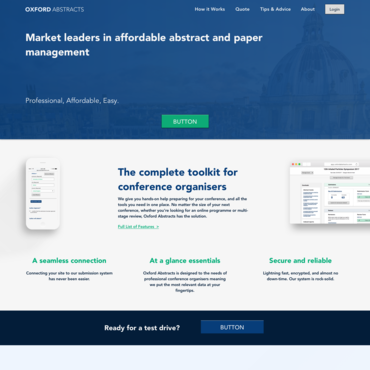 OXFORD ABSTRACTS
How it Works Quote Tips & Advice About Login
Market leaders in affordable abstract and paper
management
Professional, Affordable, Easy.
BUTTON
The complete toolkit for
conference organisers
We give you hands-on help preparing for your conference, and all the
tools you need in one place. No matter the size of your next
conference, whether you're looking for an online programme or multi-
stage review, Oxford Abstracts has the solution.
Full List of Features >
A seamless connection
Connecting your site to our submission system
has never been easier.
At a glance essentials
Oxford Abstracts is designed to the needs of
professional conference organisers meaning
we put the most relevant data at your
fingertips.
Secure and reliable
Lightning fast, encrypted, and almost no
down-time. Our system is rock-solid.
Ready for a test drive?
BUTTON